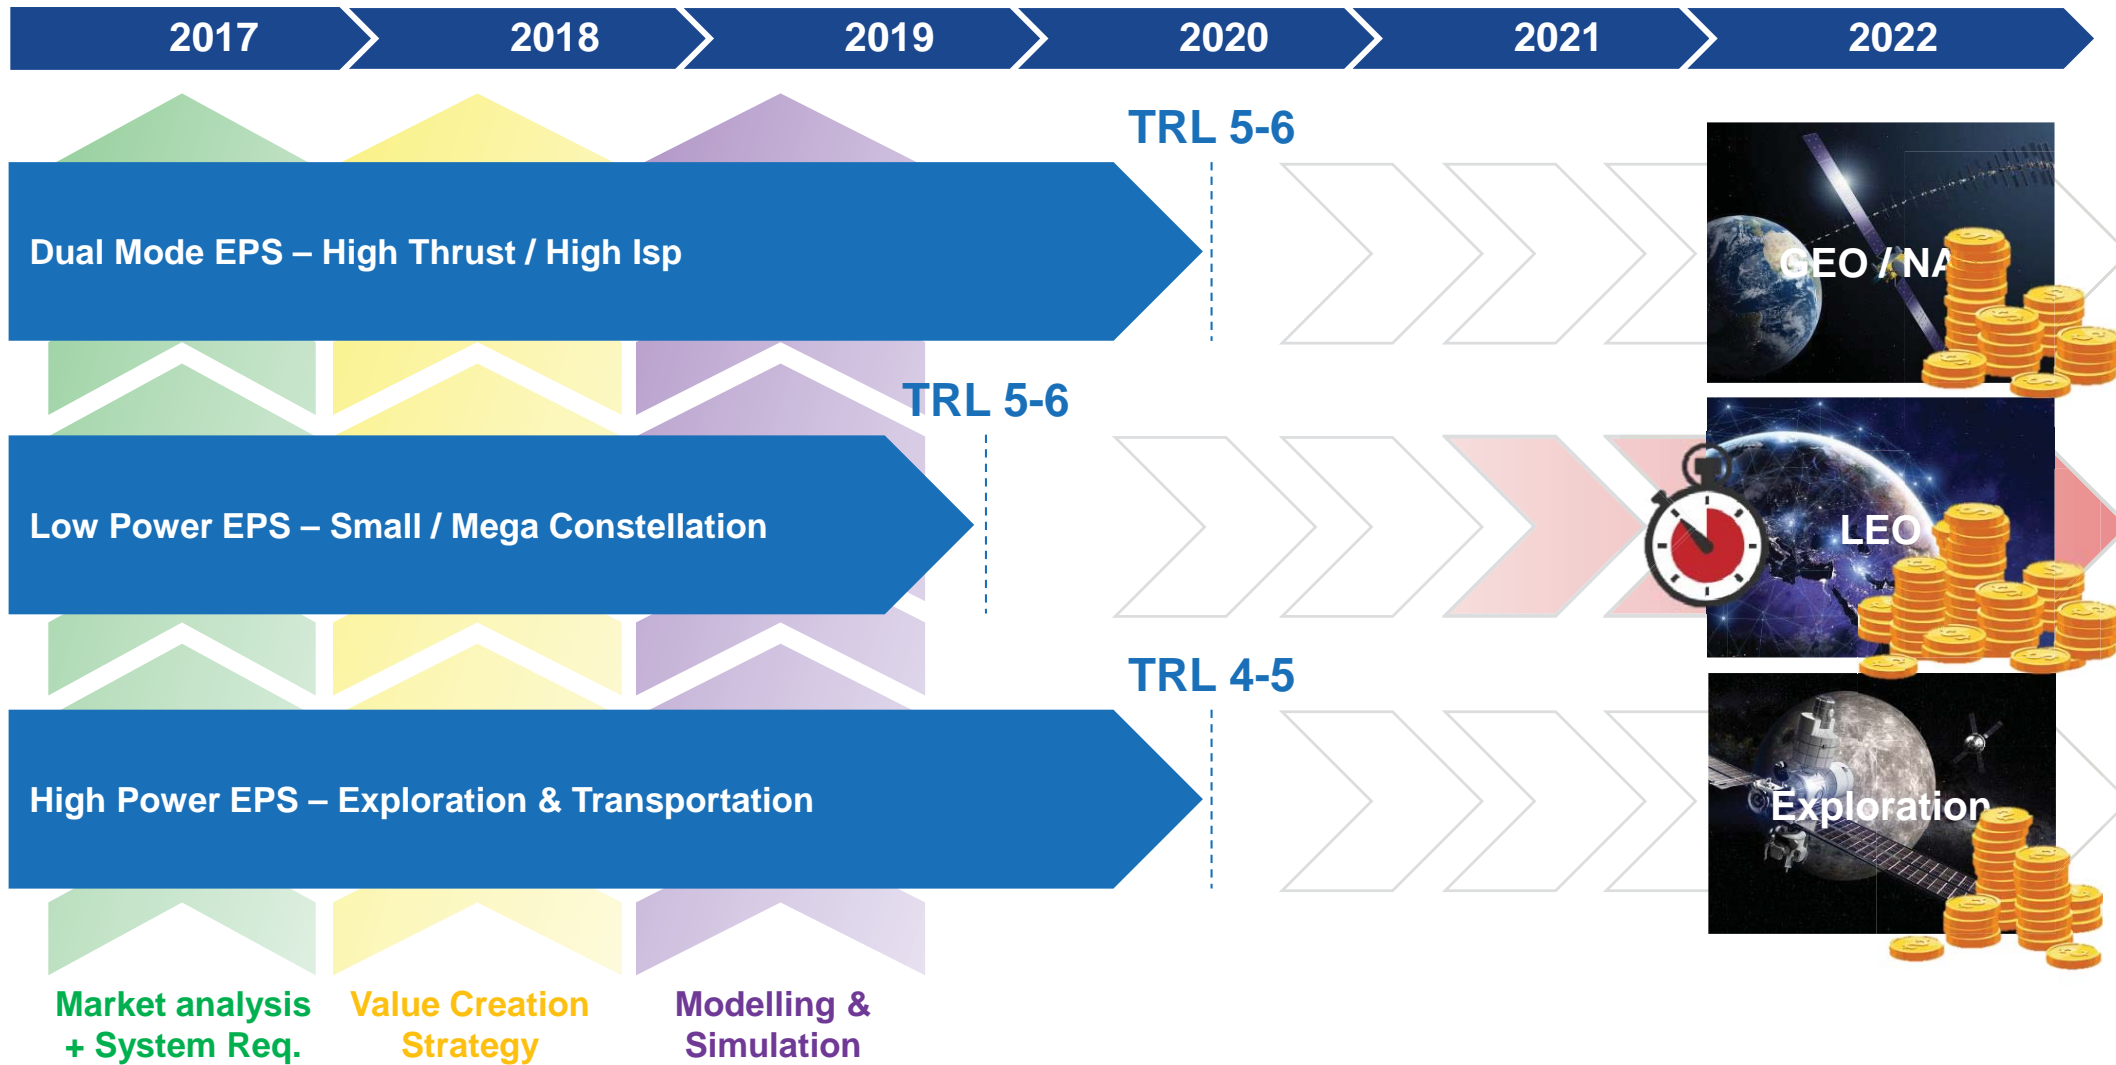 2017
2018
2019
2020
2021
2022
TRL 5-6
Dual Mode EPS – High Thrust / High Isp
GEO /
TRL 5-6
Low Power EPS – Small / Mega Constellation
LEO
TRL 4-5
High Power EPS – Exploration & Transportation
Exploration
Market analysis
+ System Req.
Value Creation
Strategy
Modelling &
Simulation